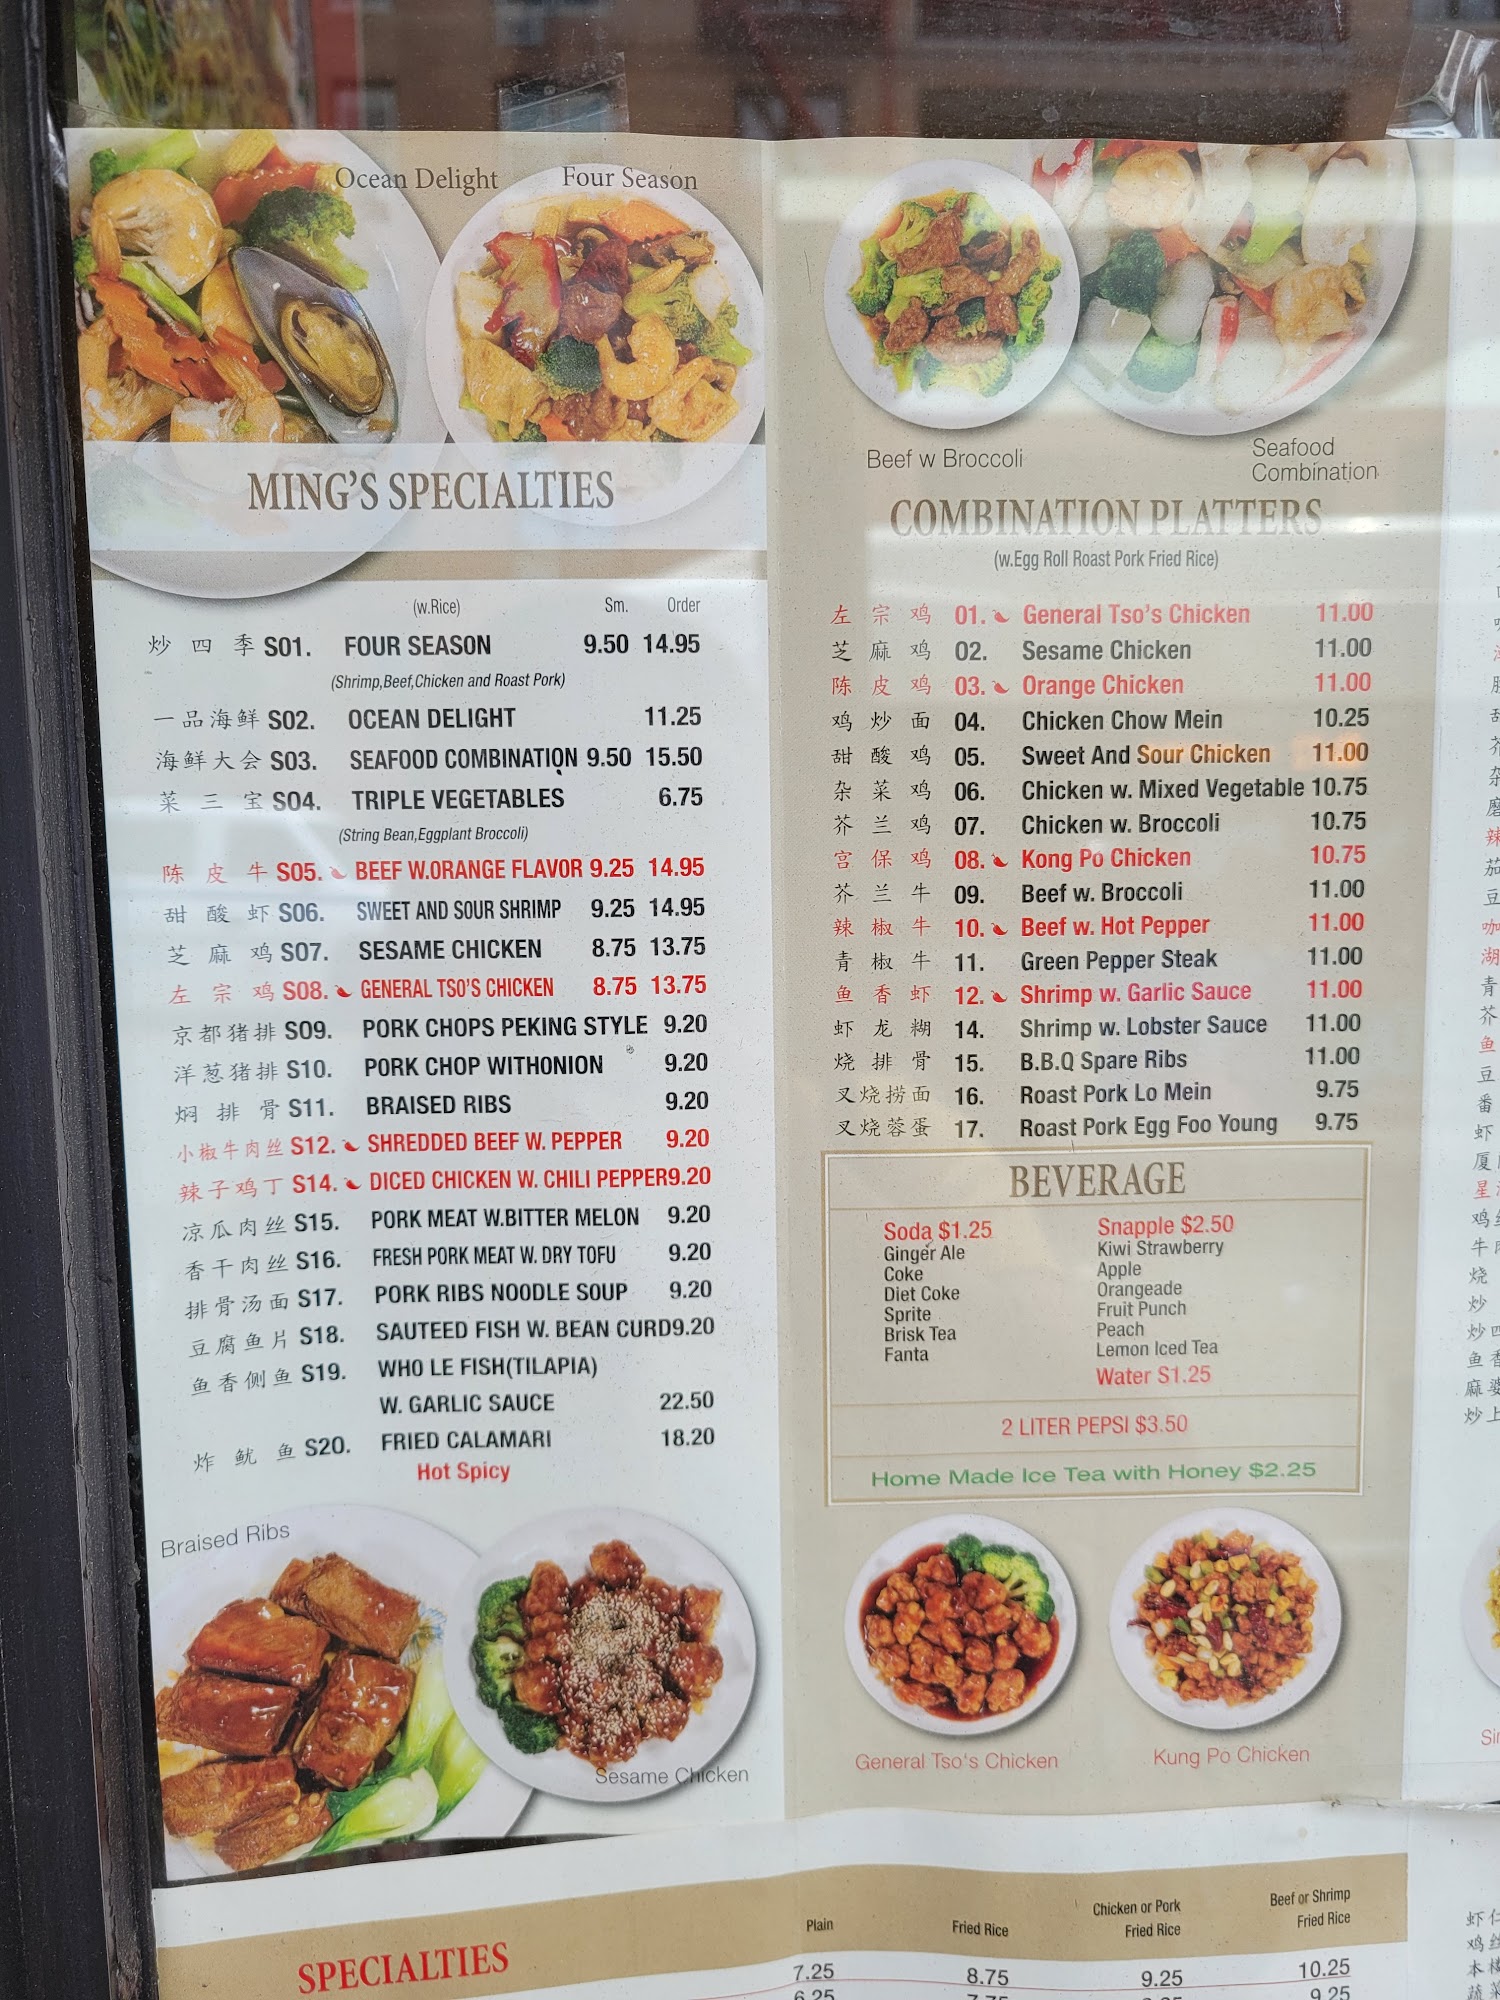 Ocean Delight
Four Season
MING'S SPECIALTIES
(w.Rice) Sm. Order
炒四季 S01. FOUR SEASON 9.50 14.95
(Shrimp,Beef,Chicken and Roast Pork)
一品海鲜 S02. OCEAN DELIGHT 11.25
海鲜大会 S03. SEAFOOD COMBINATION 9.50 15.50
菜三宝 S04. TRIPLE VEGETABLES 6.75
(String Bean,Eggplant Broccoli)
陈皮牛 S05. BEEF W.ORANGE FLAVOR 9.25 14.95
甜酸虾 S06. SWEET AND SOUR SHRIMP 9.25 14.95
芝麻鸡 S07. SESAME CHICKEN 8.75 13.75
左宗鸡 S08. GENERAL TSO'S CHICKEN 8.75 13.75
京都猪排 S09. PORK CHOPS PEKING STYLE 9.20
洋葱猪排 S10. PORK CHOP WITHONION 9.20
焖排骨 S11. BRAISED RIBS 9.20
小椒牛肉丝 S12. SHREDDED BEEF W. PEPPER 9.20
辣子鸡丁 S14. DICED CHICKEN W. CHILI PEPPER 9.20
凉瓜肉丝 S15. PORK MEAT W.BITTER MELON 9.20
香干肉丝 S16. FRESH PORK MEAT W. DRY TOFU 9.20
排骨汤面 S17. PORK RIBS NOODLE SOUP 9.20
豆腐鱼片 S18. SAUTEED FISH W. BEAN CURD 9.20
鱼香侧鱼 S19. WHO LE FISH(TILAPIA)
W. GARLIC SAUCE 22.50
炸鱿鱼 S20. FRIED CALAMARI 18.20
Hot Spicy
Braised Ribs
Sesame Chicken
Beef w Broccoli
Seafood
Combination
COMBINATION PLATTERS
(w.Egg Roll Roast Pork Fried Rice)
左宗鸡 01. General Tso's Chicken 11.00
芝麻鸡 02. Sesame Chicken 11.00
陈皮鸡 03. Orange Chicken 11.00
鸡炒面 04. Chicken Chow Mein 10.25
甜酸鸡 05. Sweet And Sour Chicken 11.00
杂菜鸡 06. Chicken w. Mixed Vegetable 10.75
芥兰鸡 07. Chicken w. Broccoli 10.75
宫保鸡 08. Kong Po Chicken 10.75
芥兰牛 09. Beef w. Broccoli 11.00
辣椒牛 10. Beef w. Hot Pepper 11.00
青椒牛 11. Green Pepper Steak 11.00
鱼香虾 12. Shrimp w. Garlic Sauce 11.00
虾龙糊 14. Shrimp w. Lobster Sauce 11.00
烧排骨 15. B.B.Q Spare Ribs 11.00
叉烧捞面 16. Roast Pork Lo Mein 9.75
叉烧蓉蛋 17. Roast Pork Egg Foo Young 9.75
BEVERAGE
Soda $1.25
Ginger Ale
Coke
Diet Coke
Sprite
Brisk Tea
Fanta
Snapple $2.50
Kiwi Strawberry
Apple
Orangeade
Fruit Punch
Peach
Lemon Iced Tea
Water S1.25
2 LITER PEPSI $3.50
Home Made Ice Tea with Honey $2.25
General Tso's Chicken
Kung Po Chicken
SPECIALTIES
Plain
Fried Rice
Chicken or Pork
Fried Rice
Beef or Shrimp
Fried Rice
7.25 8.75 9.25 10.25
6.25 9.25